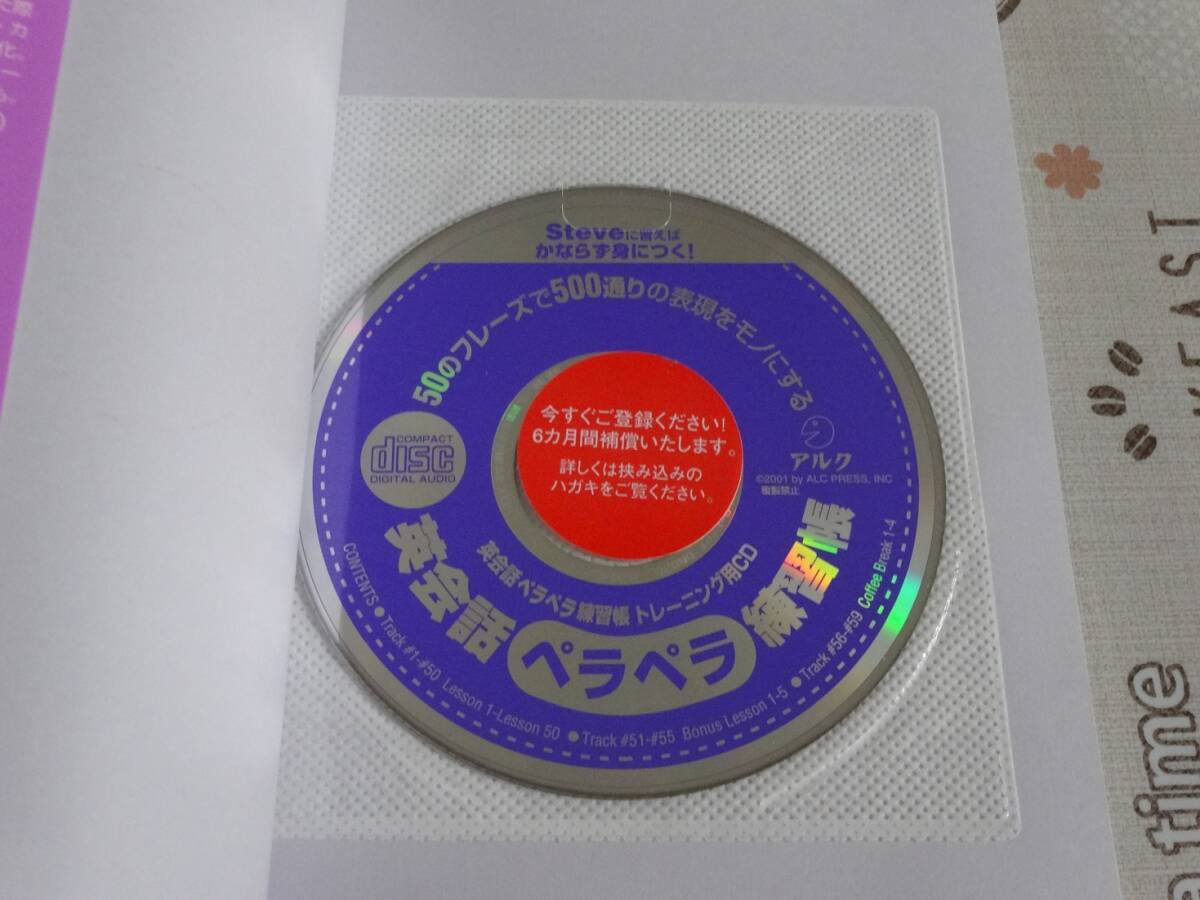 Steveに習えば
かならず身につく!
50のフレーズで500通りの表現をモノにする
COMPACT
disc
DIGITAL AUDIO
今すぐご登録ください!
6カ月間補償いたします。
詳しくは挟み込みの
ハガキをご覧ください。
アルク
©2001 by ALC PRESS, INC
複製禁止
英会話ペラペラ練習帳トレーニング用CD
英会話
ペラペラ
練習帳
CONTENTS ● Track #1-#50 Lesson 1-Lesson 50 ● Track #51-#55 Bonus Lesson 1-5 ● Track #56-#59 Coffee Break 1-4
time